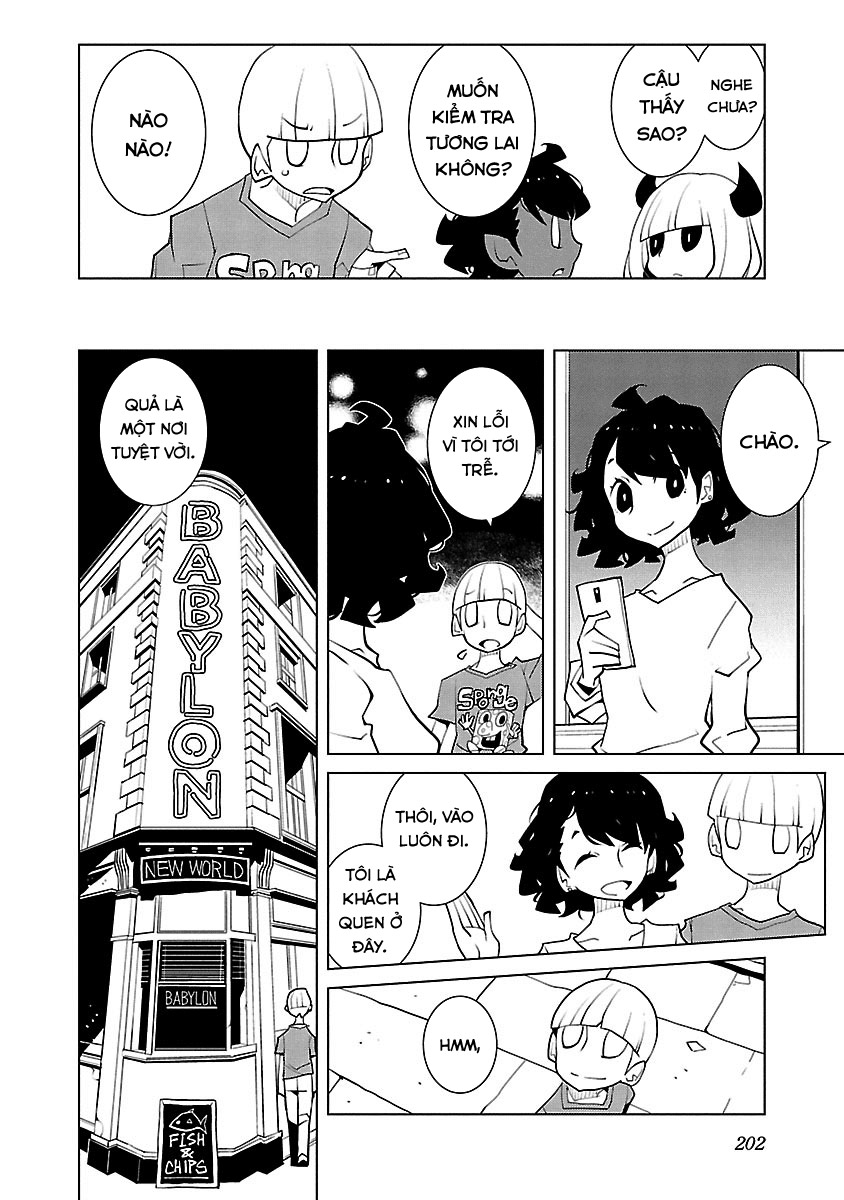 NGHE
CHƯA?
CẬU
THẤY
SAO?
MUỐN
KIỂM TRA
TƯƠNG LAI
KHÔNG?
NÀO
NÀO!
Sponge
CHÀO.
XIN LỖI
VÌ TÔI TỚI
TRỄ.
Sponge
QUẢ LÀ
MỘT NƠI
TUYỆT VỜI.
BABYLON
NEW WORLD
BABYLON
FISH
&
CHIPS
THÔI, VÀO
LUÔN ĐI.
TÔI LÀ
KHÁCH
QUEN Ở
ĐÂY.
HMM,
202